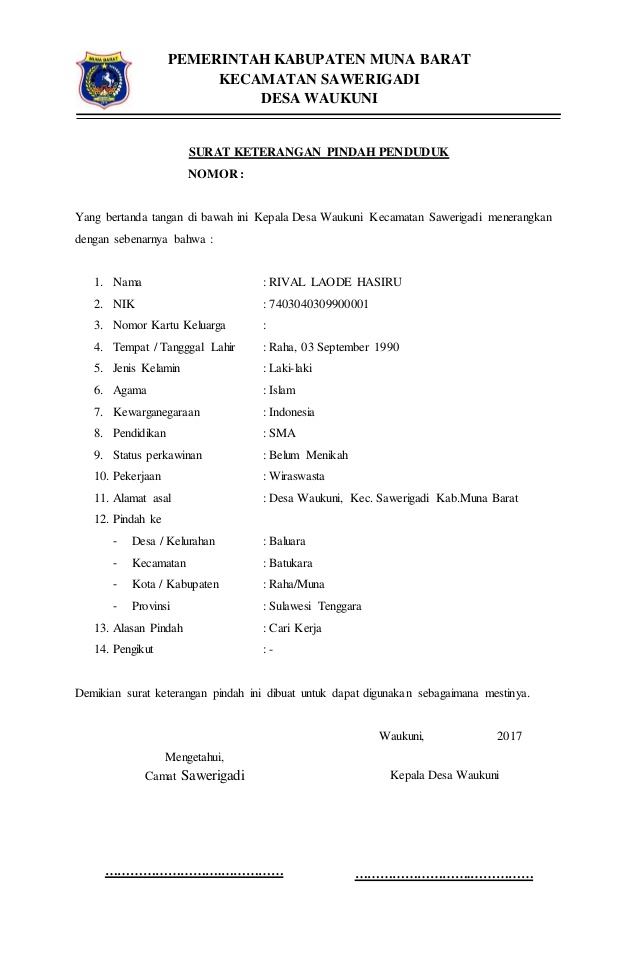 MUNA BARAT
PEMERINTAH KABUPATEN MUNA BARAT
KECAMATAN SAWERIGADI
DESA WAUKUNI
SURAT KETERANGAN PINDAH PENDUDUK
NOMOR :
Yang bertanda tangan di bawah ini Kepala Desa Waukuni Kecamatan Sawerigadi menerangkan
dengan sebenarnya bahwa :
1. Nama : RIVAL LAODE HASIRU
2. NIK : 7403040309900001
3. Nomor Kartu Keluarga :
4. Tempat / Tangggal Lahir : Raha, 03 September 1990
5. Jenis Kelamin : Laki-laki
6. Agama : Islam
7. Kewarganegaraan : Indonesia
8. Pendidikan : SMA
9. Status perkawinan : Belum Menikah
10. Pekerjaan : Wiraswasta
11. Alamat asal : Desa Waukuni, Kec. Sawerigadi Kab.Muna Barat
12. Pindah ke
- Desa / Kelurahan : Baluara
- Kecamatan : Batukara
- Kota / Kabupaten : Raha/Muna
- Provinsi : Sulawesi Tenggara
13. Alasan Pindah : Cari Kerja
14. Pengikut : -
Demikian surat keterangan pindah ini dibuat untuk dapat digunakan sebagaimana mestinya.
Waukuni, 2017
Mengetahui,
Camat Sawerigadi Kepala Desa Waukuni